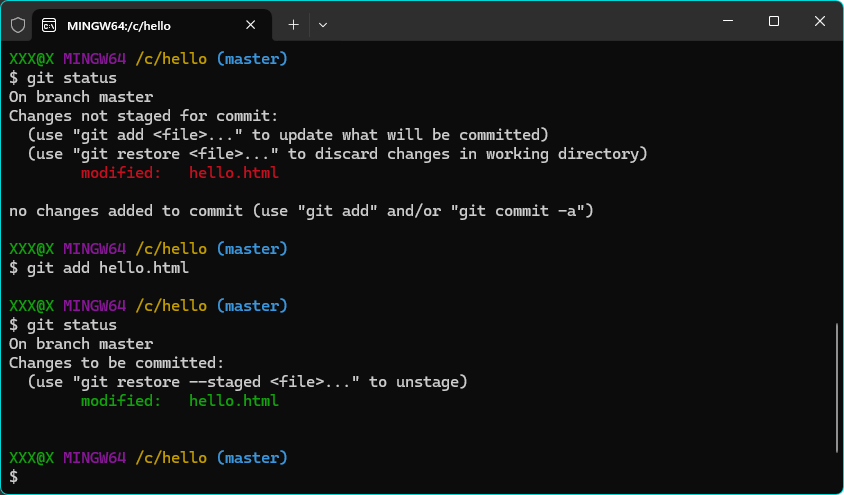 MINGW64:/c/hello
XXX@X MINGW64 /c/hello (master)
$ git status
On branch master
Changes not staged for commit:
  (use "git add <file>..." to update what will be committed)
  (use "git restore <file>..." to discard changes in working directory)
        modified:   hello.html

no changes added to commit (use "git add" and/or "git commit -a")

XXX@X MINGW64 /c/hello (master)
$ git add hello.html

XXX@X MINGW64 /c/hello (master)
$ git status
On branch master
Changes to be committed:
  (use "git restore --staged <file>..." to unstage)
        modified:   hello.html


XXX@X MINGW64 /c/hello (master)
$